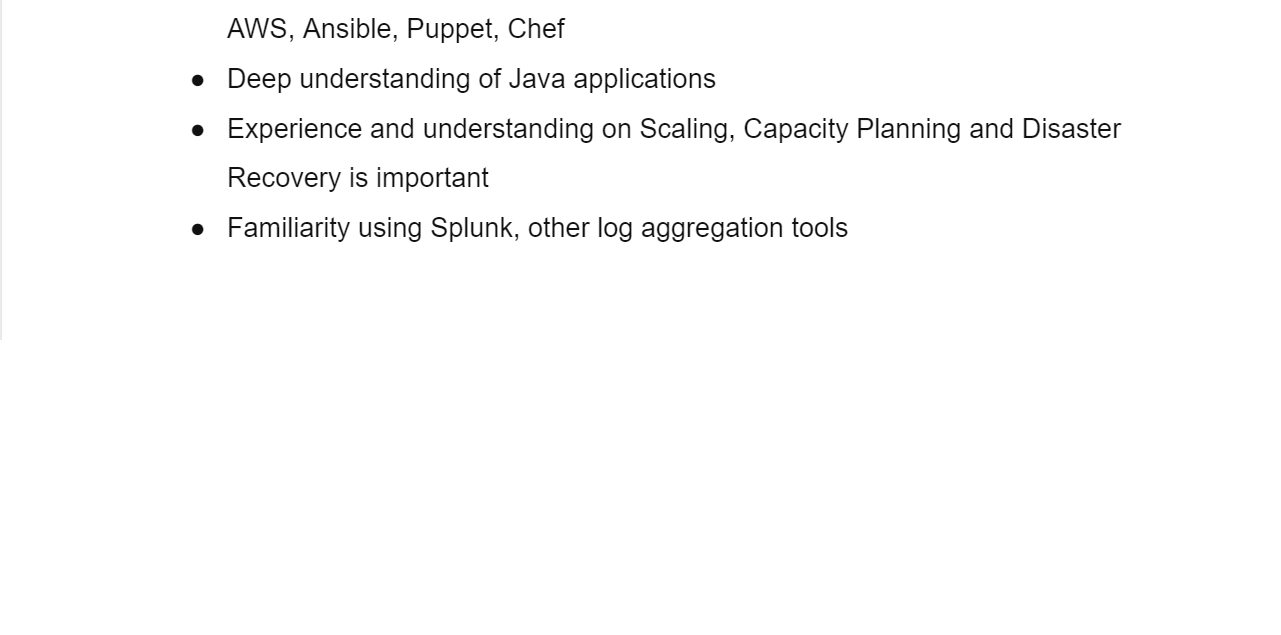 AWS, Ansible, Puppet, Chef
● Deep understanding of Java applications
● Experience and understanding on Scaling, Capacity Planning and Disaster
Recovery is important
● Familiarity using Splunk, other log aggregation tools